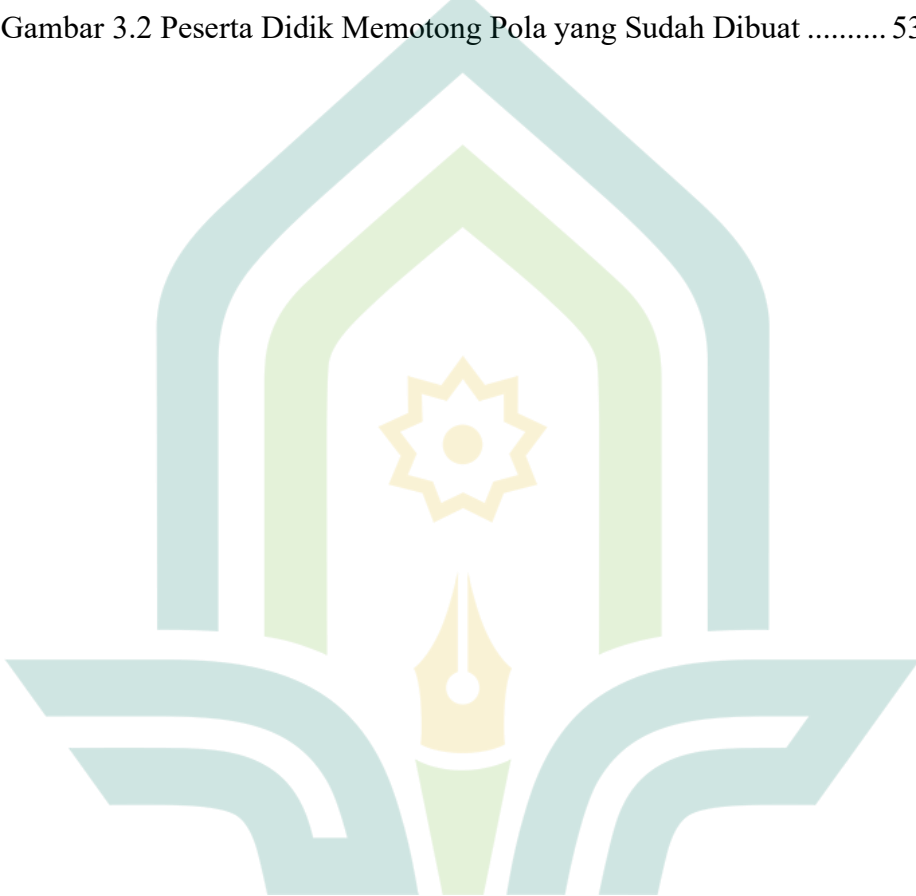 Gambar 3.2 Peserta Didik Memotong Pola yang Sudah Dibuat .......... 53